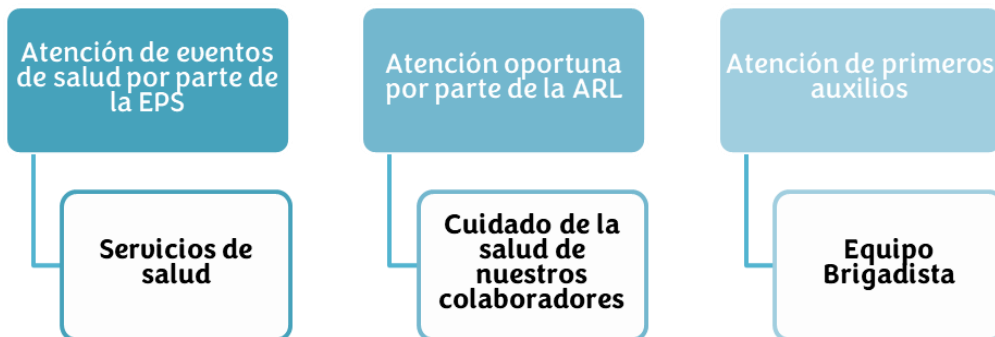 Atención de eventos
de salud por parte de
la EPS
Servicios de
salud
Atención oportuna
por parte de la ARL
Cuidado de la
salud de
nuestros
colaboradores
Atención de primeros
auxilios
Equipo
Brigadista